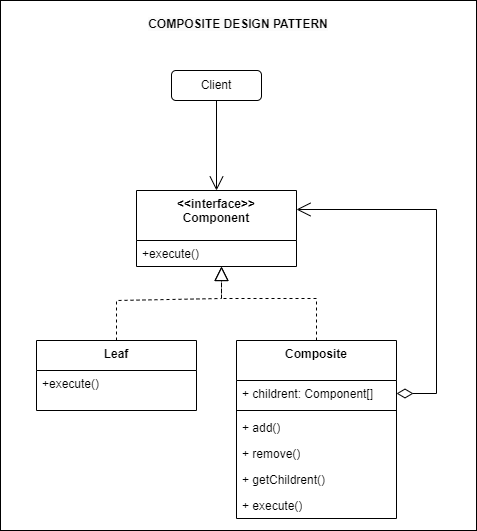 COMPOSITE DESIGN PATTERN
Client
<<interface>>
Component
+execute()
Leaf
+execute()
Composite
+ childrent: Component[]
+ add()
+ remove()
+ getChildrent()
+ execute()